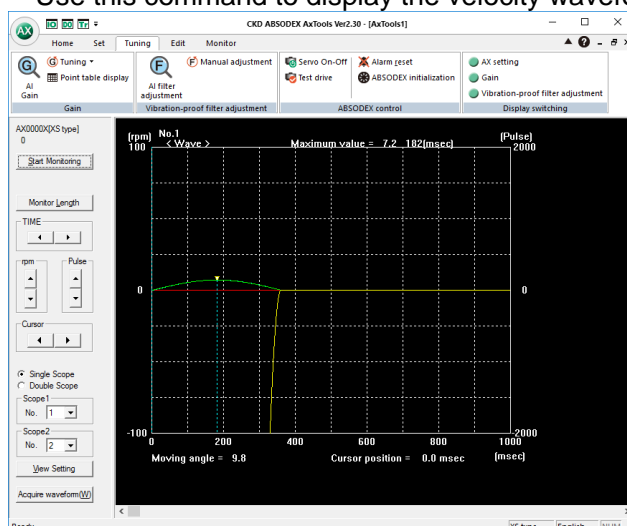 Use this command to display the velocity
AX IO DO Tr CKD ABSODEX AxTools Ver2.30 - [AxTools1]
Home Set Tuning Edit Monitor
AI Gain
Tuning
Point table display
Gain
AI filter adjustment
Manual adjustment
Vibration-proof filter adjustment
Servo On-Off Alarm reset
Test drive ABSODEX initialization
ABSODEX control
AX setting
Gain
Vibration-proof filter adjustment
Display switching
AX0000X[XS type]
0
Start Monitoring
Monitor Length
TIME
rpm Pulse
Cursor
Single Scope
Double Scope
Scope1
No. 1
Scope2
No. 2
View Setting
Acquire waveform(W)
(rpm) No.1 (Pulse)
100 < Wave > Maximum value = 7.2 182(msec) 2000
0 0
-100 -2000
0 200 400 600 800 1000
Moving angle = 9.8 Cursor position = 0.0 msec (msec)
XS type English NUM